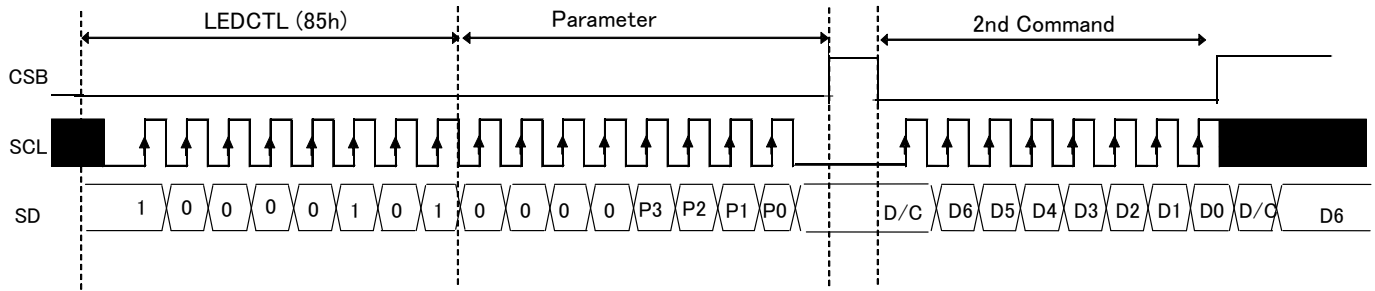 LEDCTL (85h) Parameter 2nd Command
CSB
SCL
SD 1 0 0 0 0 1 0 1 0 0 0 0 P3 P2 P1 P0 D/C D6 D5 D4 D3 D2 D1 D0 D/C D6